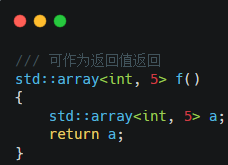 /// 可作为返回值返回
std::array<int, 5> f()
{
    std::array<int, 5> a;
    return a;
}